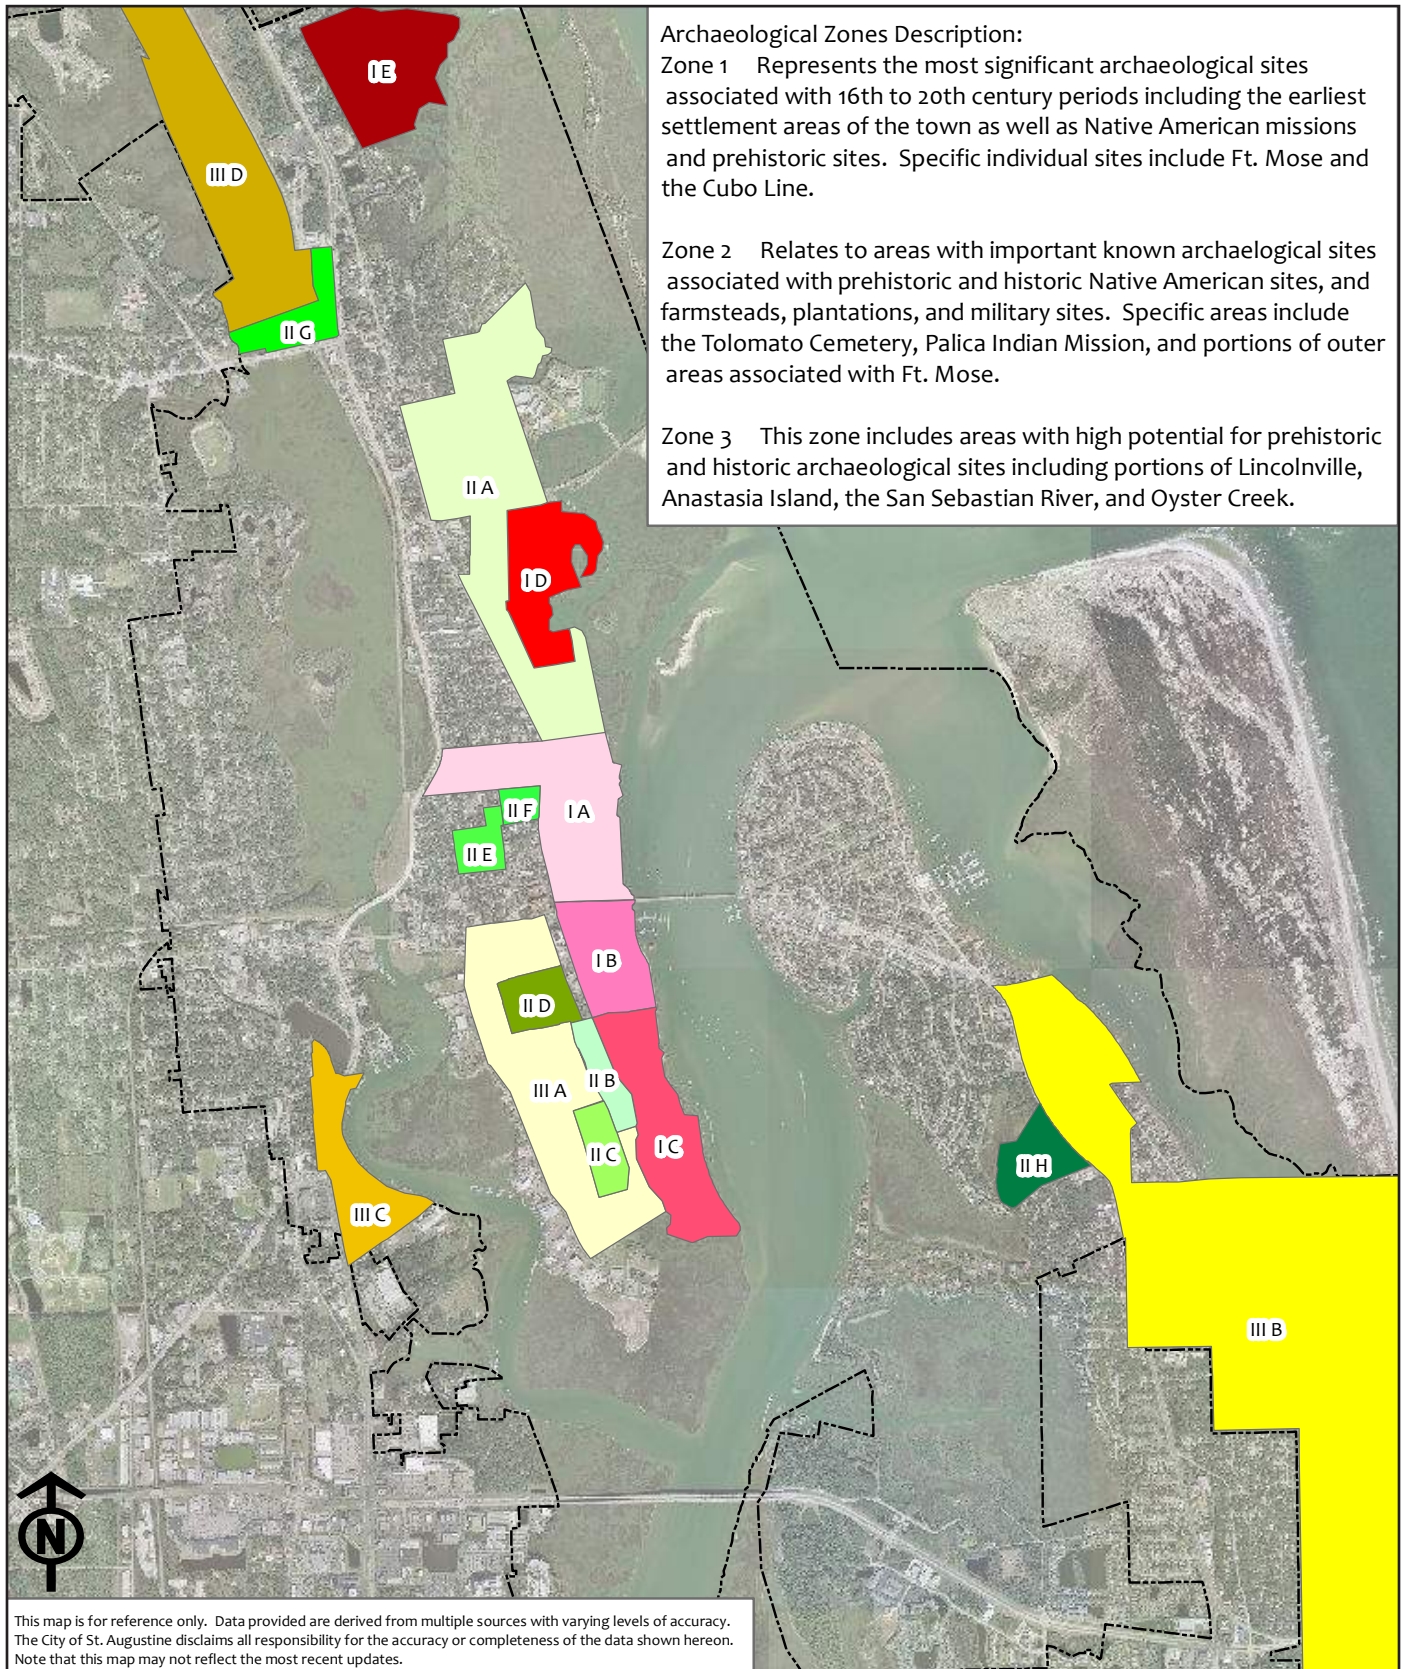 Archaeological Zones Description:
Zone 1 Represents the most significant archaeological sites
associated with 16th to 20th century periods including the earliest
settlement areas of the town as well as Native American missions
and prehistoric sites. Specific individual sites include Ft. Mose and
the Cubo Line.
Zone 2 Relates to areas with important known archaelogical sites
associated with prehistoric and historic Native American sites, and
farmsteads, plantations, and military sites. Specific areas include
the Tolomato Cemetery, Palica Indian Mission, and portions of outer
areas associated with Ft. Mose.
Zone 3 This zone includes areas with high potential for prehistoric
and historic archaeological sites including portions of Lincolnville,
Anastasia Island, the San Sebastian River, and Oyster Creek.
I E
III D
II G
II A
I D
II F
I A
II E
I B
II D
II B
III A
I C
II C
II H
III C
III B
N
This map is for reference only. Data provided are derived from multiple sources with varying levels of accuracy.
The City of St. Augustine disclaims all responsibility for the accuracy or completeness of the data shown hereon.
Note that this map may not reflect the most recent updates.